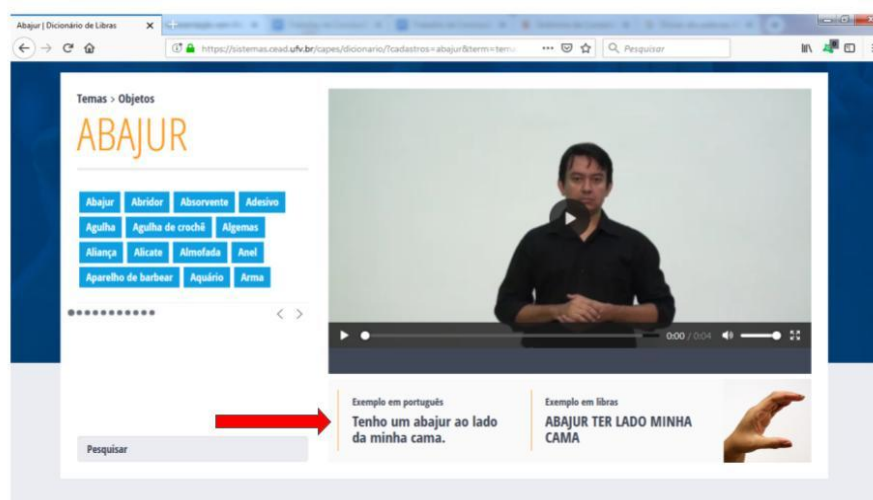 Abajur | Dicionário de Libras
https://sistemas.cead.ufv.br/capes/dicionario/?cadastros=abajur&term=tema
Pesquisar
Temas > Objetos
ABAJUR
Abajur Abridor Absorvente Adesivo
Agulha Agulha de crochê Algemas
Aliança Alicate Almofada Anel
Aparelho de barbear Aquário Arma
0:00 / 0:04
Exemplo em português
Tenho um abajur ao lado
da minha cama.
Exemplo em libras
ABAJUR TER LADO MINHA
CAMA
Pesquisar